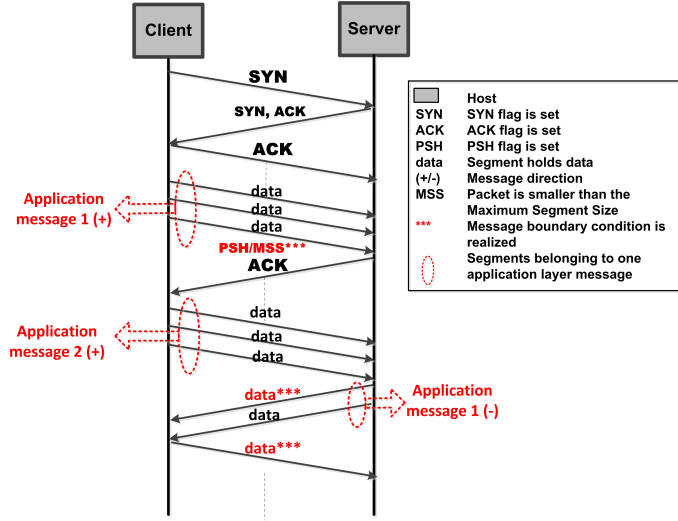 Client
Server
SYN
SYN, ACK
ACK
data
data
data
PSH/MSS***
Application
message 1 (+)
ACK
data
data
data
Application
message 2 (+)
data***
data
Application
message 1 (-)
data***
Host
SYN SYN flag is set
ACK ACK flag is set
PSH PSH flag is set
data Segment holds data
(+/-) Message direction
MSS Packet is smaller than the
Maximum Segment Size
*** Message boundary condition is
realized
Segments belonging to one
application layer message